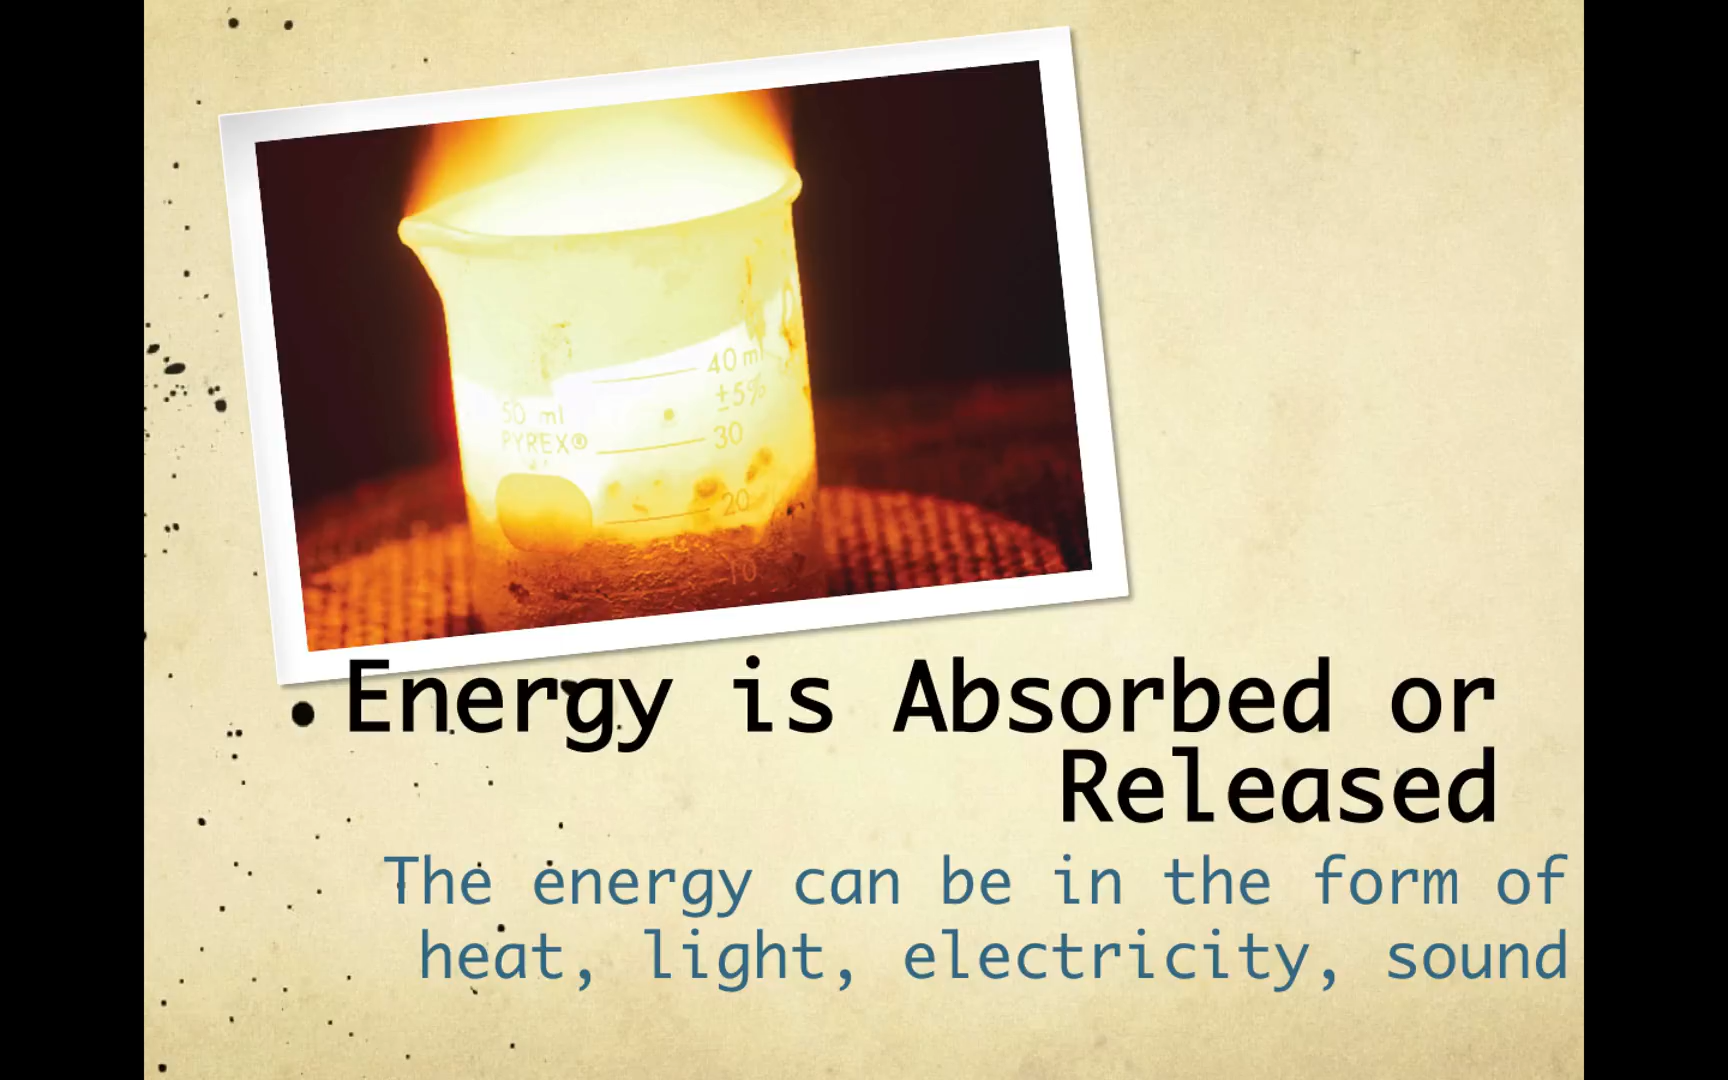 40 ml
±5%
50 ml
PYREX®
30
20
10
• Energy is Absorbed or
Released
The energy can be in the form of
heat, light, electricity, sound